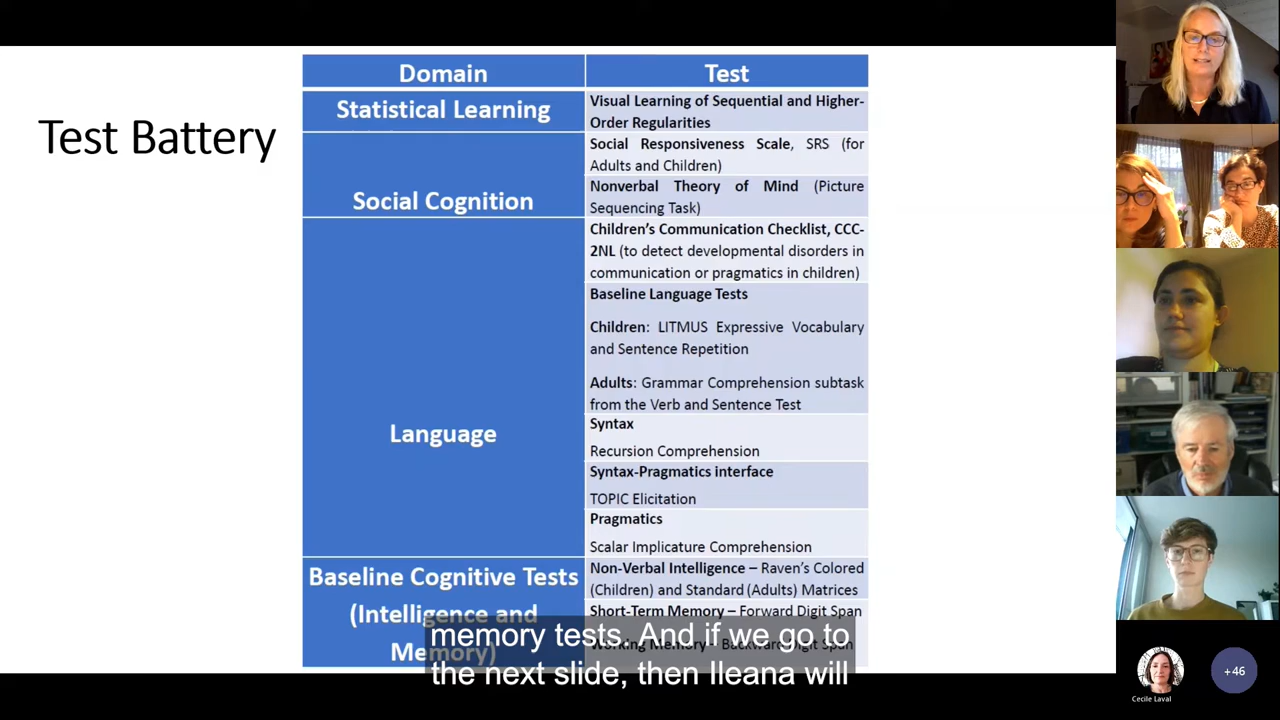 Test Battery
Domain
Test
Statistical Learning
Visual Learning of Sequential and Higher-
Order Regularities
Social Cognition
Social Responsiveness Scale, SRS (for
Adults and Children)
Nonverbal Theory of Mind (Picture
Sequencing Task)
Language
Children's Communication Checklist, CCC-
2NL (to detect developmental disorders in
communication or pragmatics in children)
Baseline Language Tests
Children: LITMUS Expressive Vocabulary
and Sentence Repetition
Adults: Grammar Comprehension subtask
from the Verb and Sentence Test
Syntax
Recursion Comprehension
Syntax-Pragmatics interface
TOPIC Elicitation
Pragmatics
Scalar Implicature Comprehension
Baseline Cognitive Tests
(Intelligence and
Memory)
Non-Verbal Intelligence – Raven's Colored
(Children) and Standard (Adults) Matrices
Short-Term Memory – Forward Digit Span
Working Memory - Backward Digit Span
memory tests. And if we go to
the next slide, then Ileana will
Cecile Laval
+46